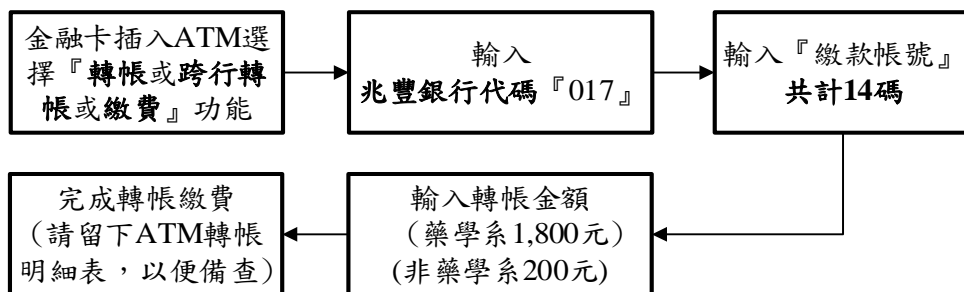 金融卡插入ATM選
擇『轉帳或跨行轉
帳或繳費』功能
輸入
兆豐銀行代碼『017』
輸入『繳款帳號』
共計14碼
輸入轉帳金額
（藥學系1,800元）
(非藥學系200元)
完成轉帳繳費
（請留下ATM轉帳
明細表，以便備查）